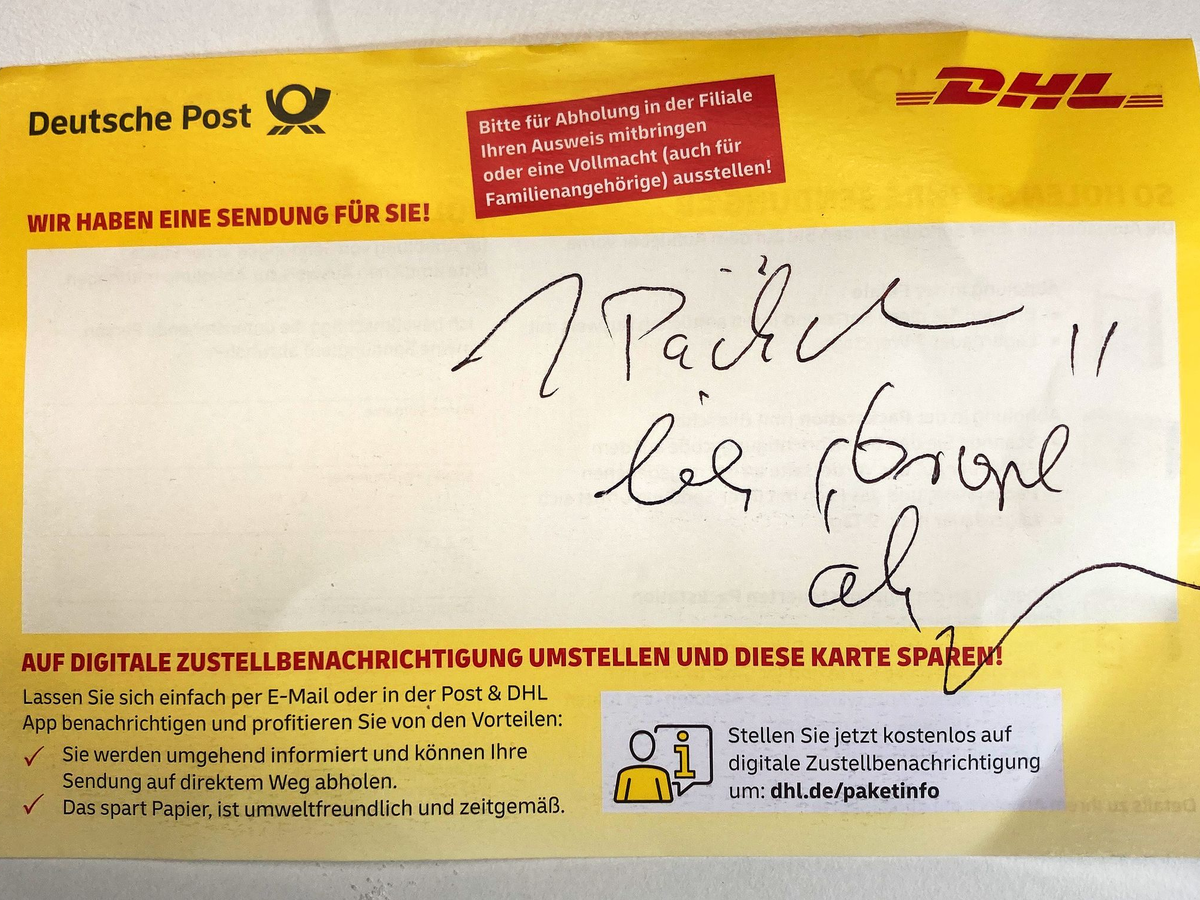 Deutsche Post
DHL
Bitte für Abholung in der Filiale
Ihren Ausweis mitbringen
oder eine Vollmacht (auch für
Familienangehörige) ausstellen!
WIR HABEN EINE SENDUNG FÜR SIE!
1 Päckch
bei
ab
AUF DIGITALE ZUSTELLBENACHRICHTIGUNG UMSTELLEN UND DIESE KARTE SPAREN!
Lassen Sie sich einfach per E-Mail oder in der Post & DHL
App benachrichtigen und profitieren Sie von den Vorteilen:
✓ Sie werden umgehend informiert und können Ihre
Sendung auf direktem Weg abholen.
✓ Das spart Papier, ist umweltfreundlich und zeitgemäß.
Stellen Sie jetzt kostenlos auf
digitale Zustellbenachrichtigung
um: dhl.de/paketinfo